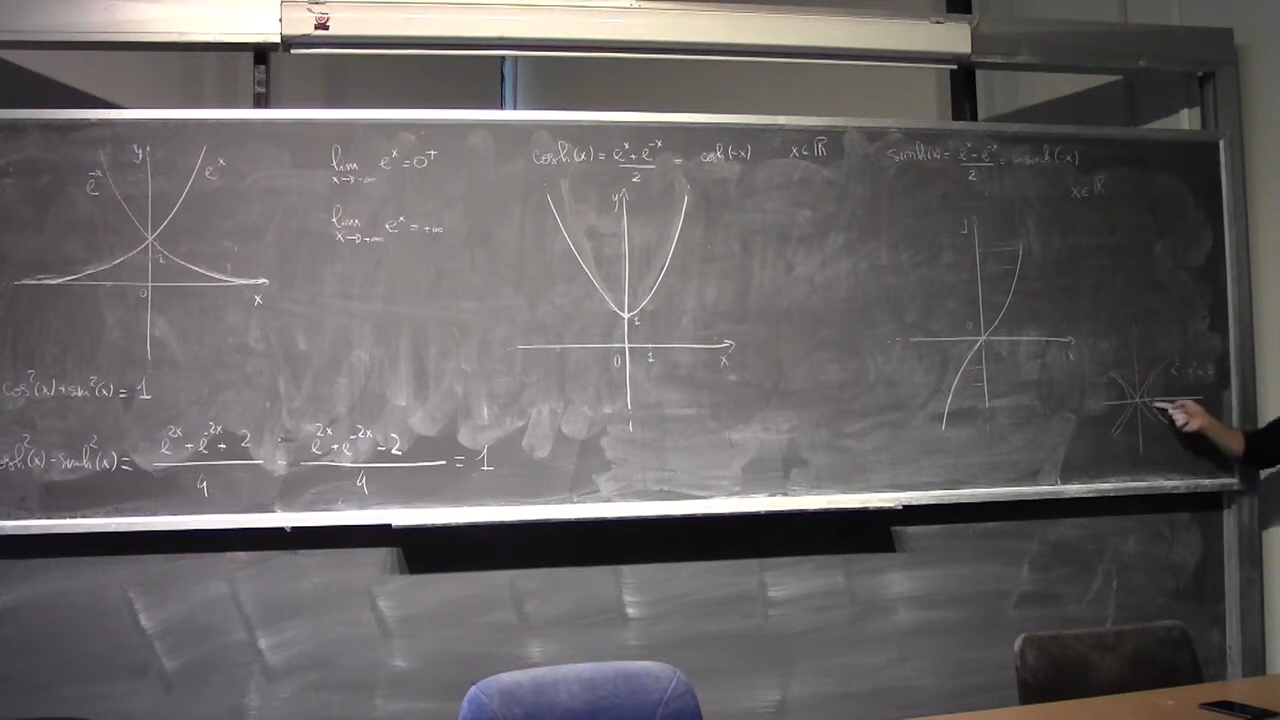 y
e^-x
e^x
1
0
x
lim x→-∞ e^x = 0^+
lim x→+∞ e^x = +∞
cos²(x)+sin²(x) = 1
cosh²(x)-sinh²(x) = (e^2x + e^-2x + 2)/4 - (e^2x + e^-2x - 2)/4 = 1
cosh(x) = (e^x + e^-x)/2 = cosh(-x) x∈ℝ
y
1
0
1
x
sinh(x) = (e^x - e^-x)/2 = -sinh(-x)
x∈ℝ
y
0
x